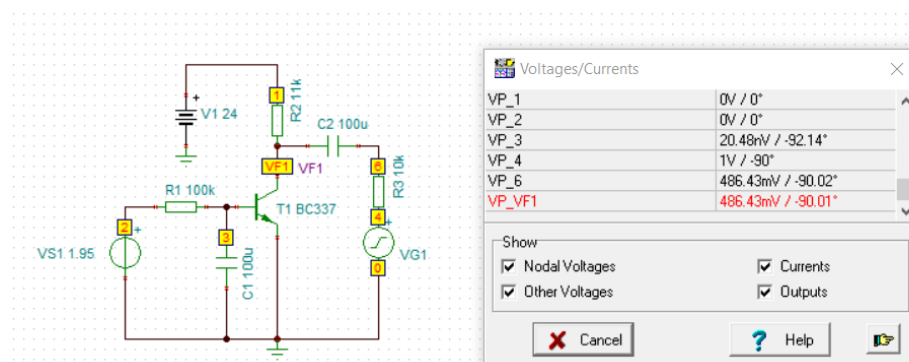 1
R2 11k
V1 24
C2 100u
VF1 VF1
6
R3 10k
R1 100k
T1 BC337
4
2
VS1 1.95
3
C1 100u
VG1
0
Voltages/Currents
VP_1 0V / 0°
VP_2 0V / 0°
VP_3 20.48nV / -92.14°
VP_4 1V / -90°
VP_6 486.43mV / -90.02°
VP_VF1 486.43mV / -90.01°
Show
Nodal Voltages Currents
Other Voltages Outputs
Cancel ? Help